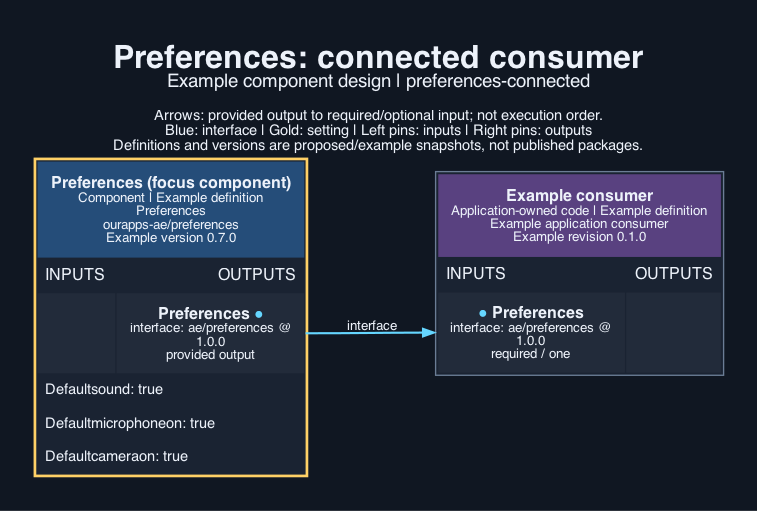 Preferences: connected consumer
Example component design | preferences-connected
Arrows: provided output to required/optional input; not execution order.
Blue: interface | Gold: setting | Left pins: inputs | Right pins: outputs
Definitions and versions are proposed/example snapshots, not published packages.
Preferences (focus component)
Component | Example definition
Preferences
ourapps-ae/preferences
Example version 0.7.0
INPUTS
OUTPUTS
Preferences
interface: ae/preferences @
1.0.0
provided output
Defaultsound: true
Defaultmicrophoneon: true
Defaultcameraon: true
interface
Example consumer
Application-owned code | Example definition
Example application consumer
Example revision 0.1.0
INPUTS
OUTPUTS
Preferences
interface: ae/preferences @
1.0.0
required / one